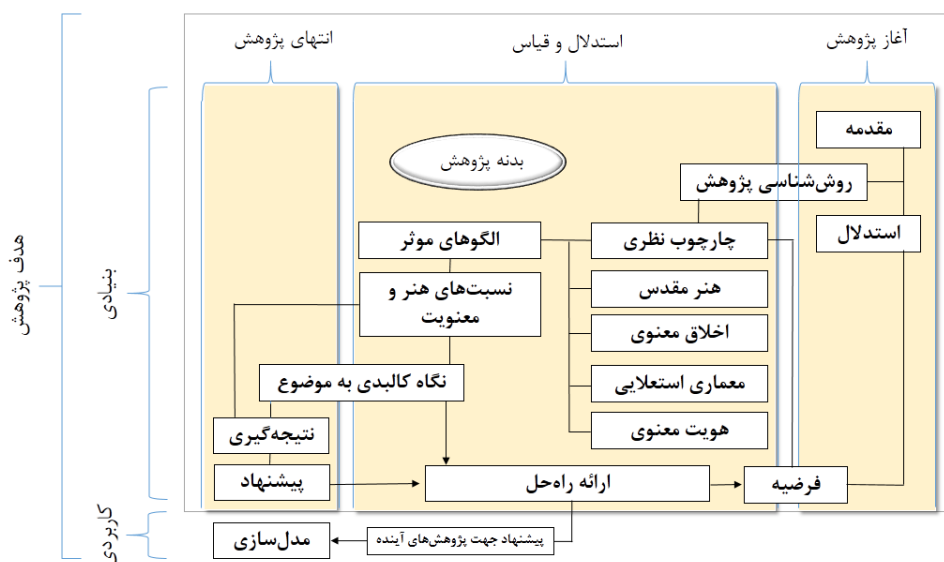 آغاز پژوهش
استدلال و قیاس
انتهای پژوهش
مقدمه
بدنه پژوهش
روش‌شناسی پژوهش
استدلال
چارچوب نظری
الگوهای موثر
هنر مقدس
نسبت‌های هنر و
معنویت
اخلاق معنوی
معماری استعلایی
نگاه کالبدی به موضوع
هویت معنوی
نتیجه‌گیری
فرضیه
ارائه راه‌حل
پیشنهاد
پیشنهاد جهت پژوهش‌های آینده
مدل‌سازی
بنیادی
کاربردی
هدف پژوهش